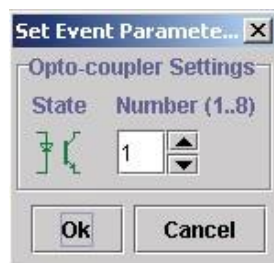 Set Event Paramete...
Opto-coupler Settings
State Number (1..8)
1
Ok Cancel